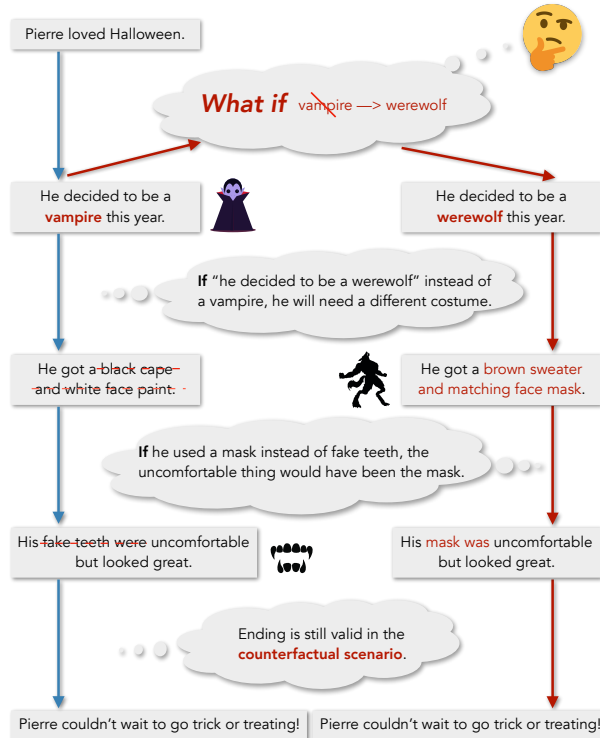 Pierre loved Halloween.
What if vampire —> werewolf
He decided to be a
vampire this year.
He decided to be a
werewolf this year.
If “he decided to be a werewolf” instead of
a vampire, he will need a different costume.
He got a black cape
and white face paint.
He got a brown sweater
and matching face mask.
If he used a mask instead of fake teeth, the
uncomfortable thing would have been the mask.
His fake teeth were uncomfortable
but looked great.
His mask was uncomfortable
but looked great.
Ending is still valid in the
counterfactual scenario.
Pierre couldn’t wait to go trick or treating!
Pierre couldn’t wait to go trick or treating!